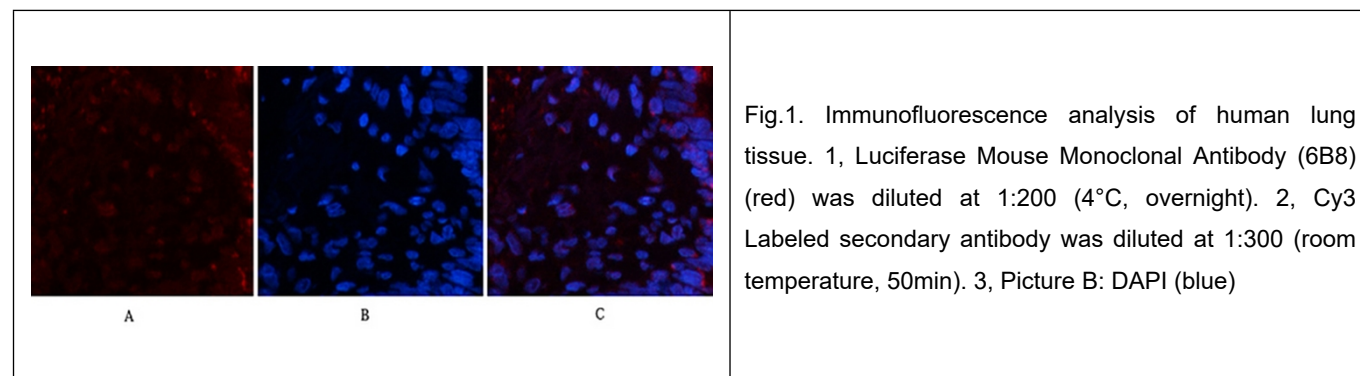 Fig.1. Immunofluorescence analysis of human lung
tissue. 1, Luciferase Mouse Monoclonal Antibody (6B8)
(red) was diluted at 1:200 (4°C, overnight). 2, Cy3
Labeled secondary antibody was diluted at 1:300 (room
temperature, 50min). 3, Picture B: DAPI (blue)
A
B
C